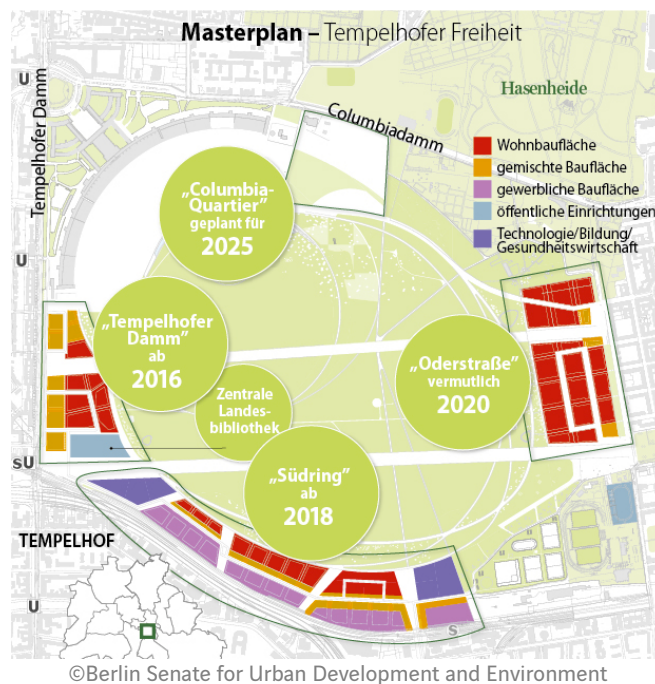 Masterplan – Tempelhofer Freiheit
U
Tempelhofer Damm
Hasenheide
Columbiadamm
Wohnbaufläche
gemischte Baufläche
gewerbliche Baufläche
öffentliche Einrichtungen
Technologie/Bildung/
Gesundheitswirtschaft
„Columbia-
Quartier”
geplant für
2025
U
„Tempelhofer
Damm”
ab
2016
„Oderstraße”
vermutlich
2020
Zentrale
Landes-
bibliothek
„Südring”
ab
2018
SU
TEMPELHOF
U
S
©Berlin Senate for Urban Development and Environment